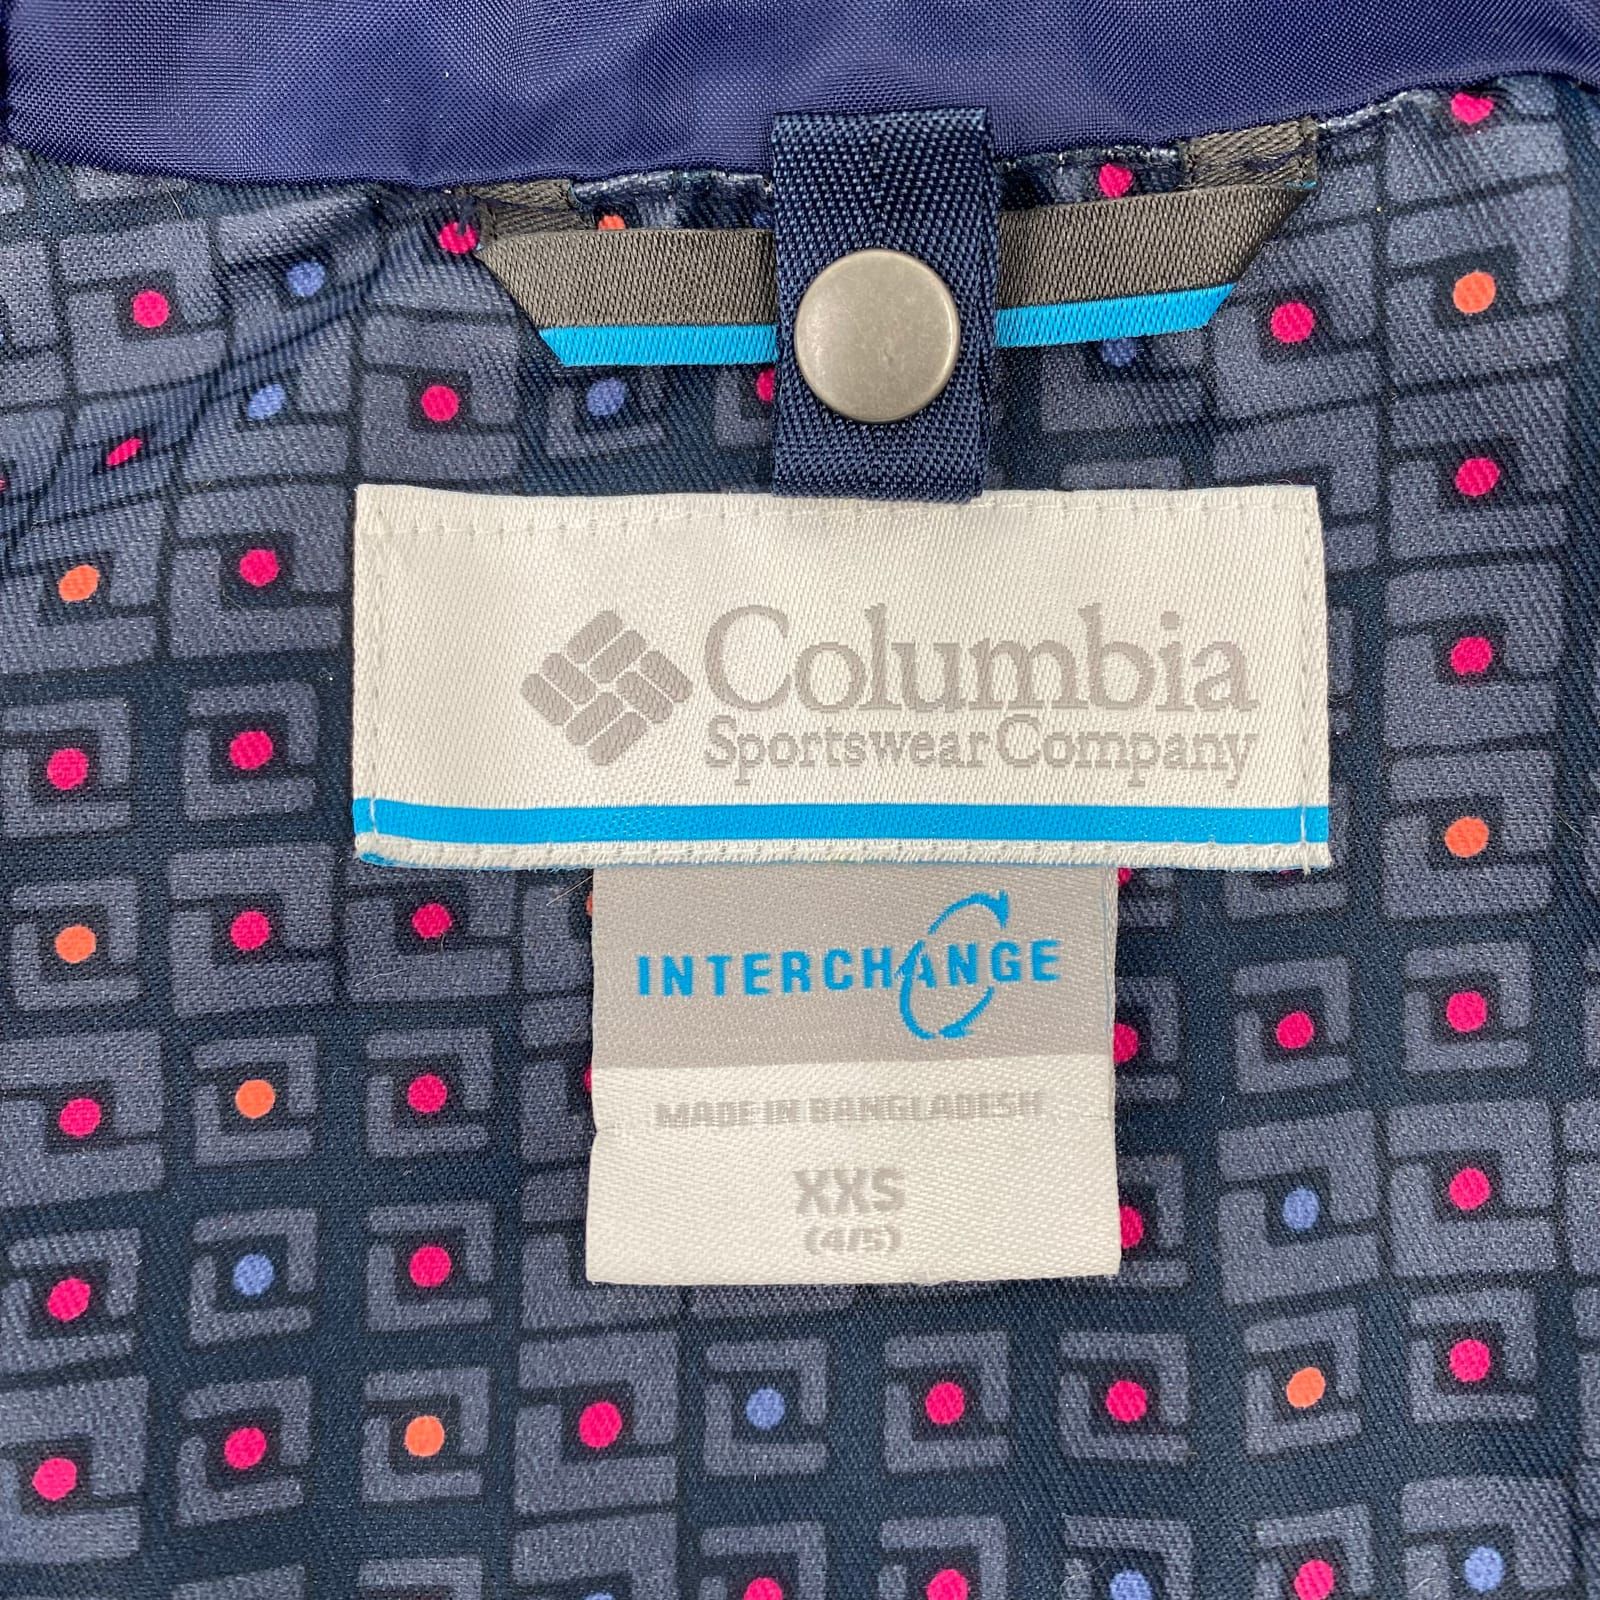 Columbia
Sportswear Company
INTERCHANGE
MADE IN BANGLADESH
XXS
(4/5)